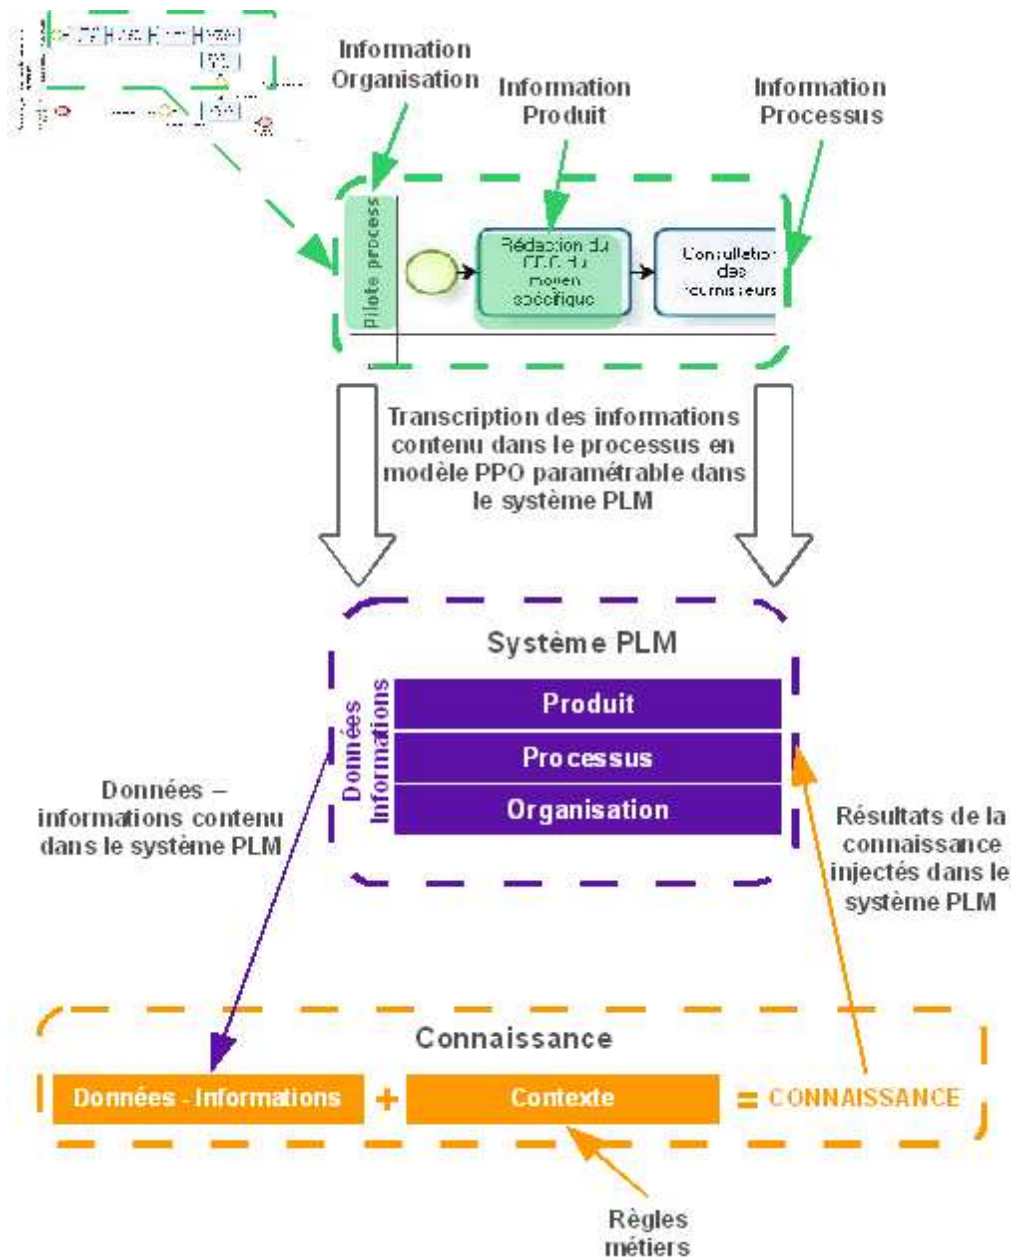 Information
Organisation
Information
Produit
Information
Processus
Pilote process
Rédaction du
moyen
spécifique
Consultation
des
fournisseurs
Transcription des informations
contenu dans le processus en
modèle PPO paramétrable dans
le système PLM
Système PLM
Données
Informations
Produit
Processus
Organisation
Données –
informations contenu
dans le système PLM
Résultats de la
connaissance
injectés dans le
système PLM
Connaissance
Données - Informations
+
Contexte
= CONNAISSANCE
Règles
métiers